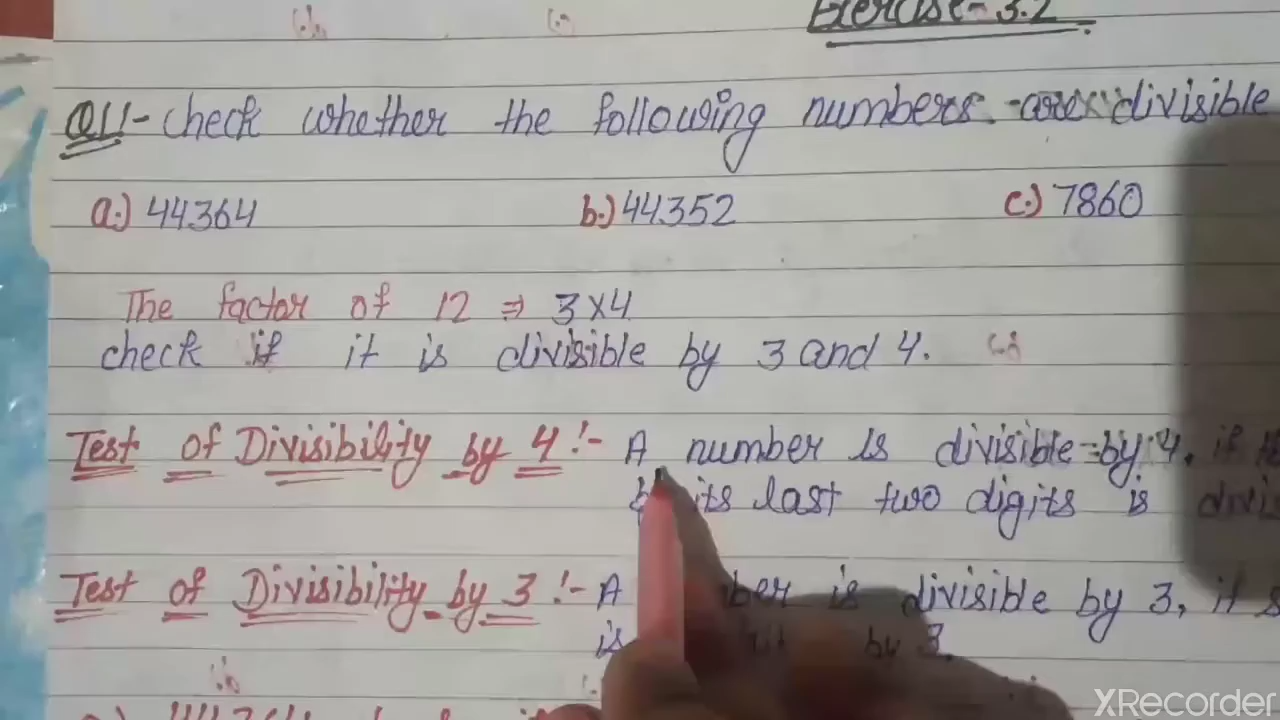 Exercise-3.2
Q11- check whether the following numbers are divisible
a.) 44364 b.) 44352 c.) 7860
The factor of 12 ⇒ 3×4
check if it is divisible by 3 and 4.
Test of Divisibility by 4 :- A number is divisible by 4. if
its last two digits is
Test of Divisibility by 3 :- A is divisible by 3, if
is by 3.
XRecorder